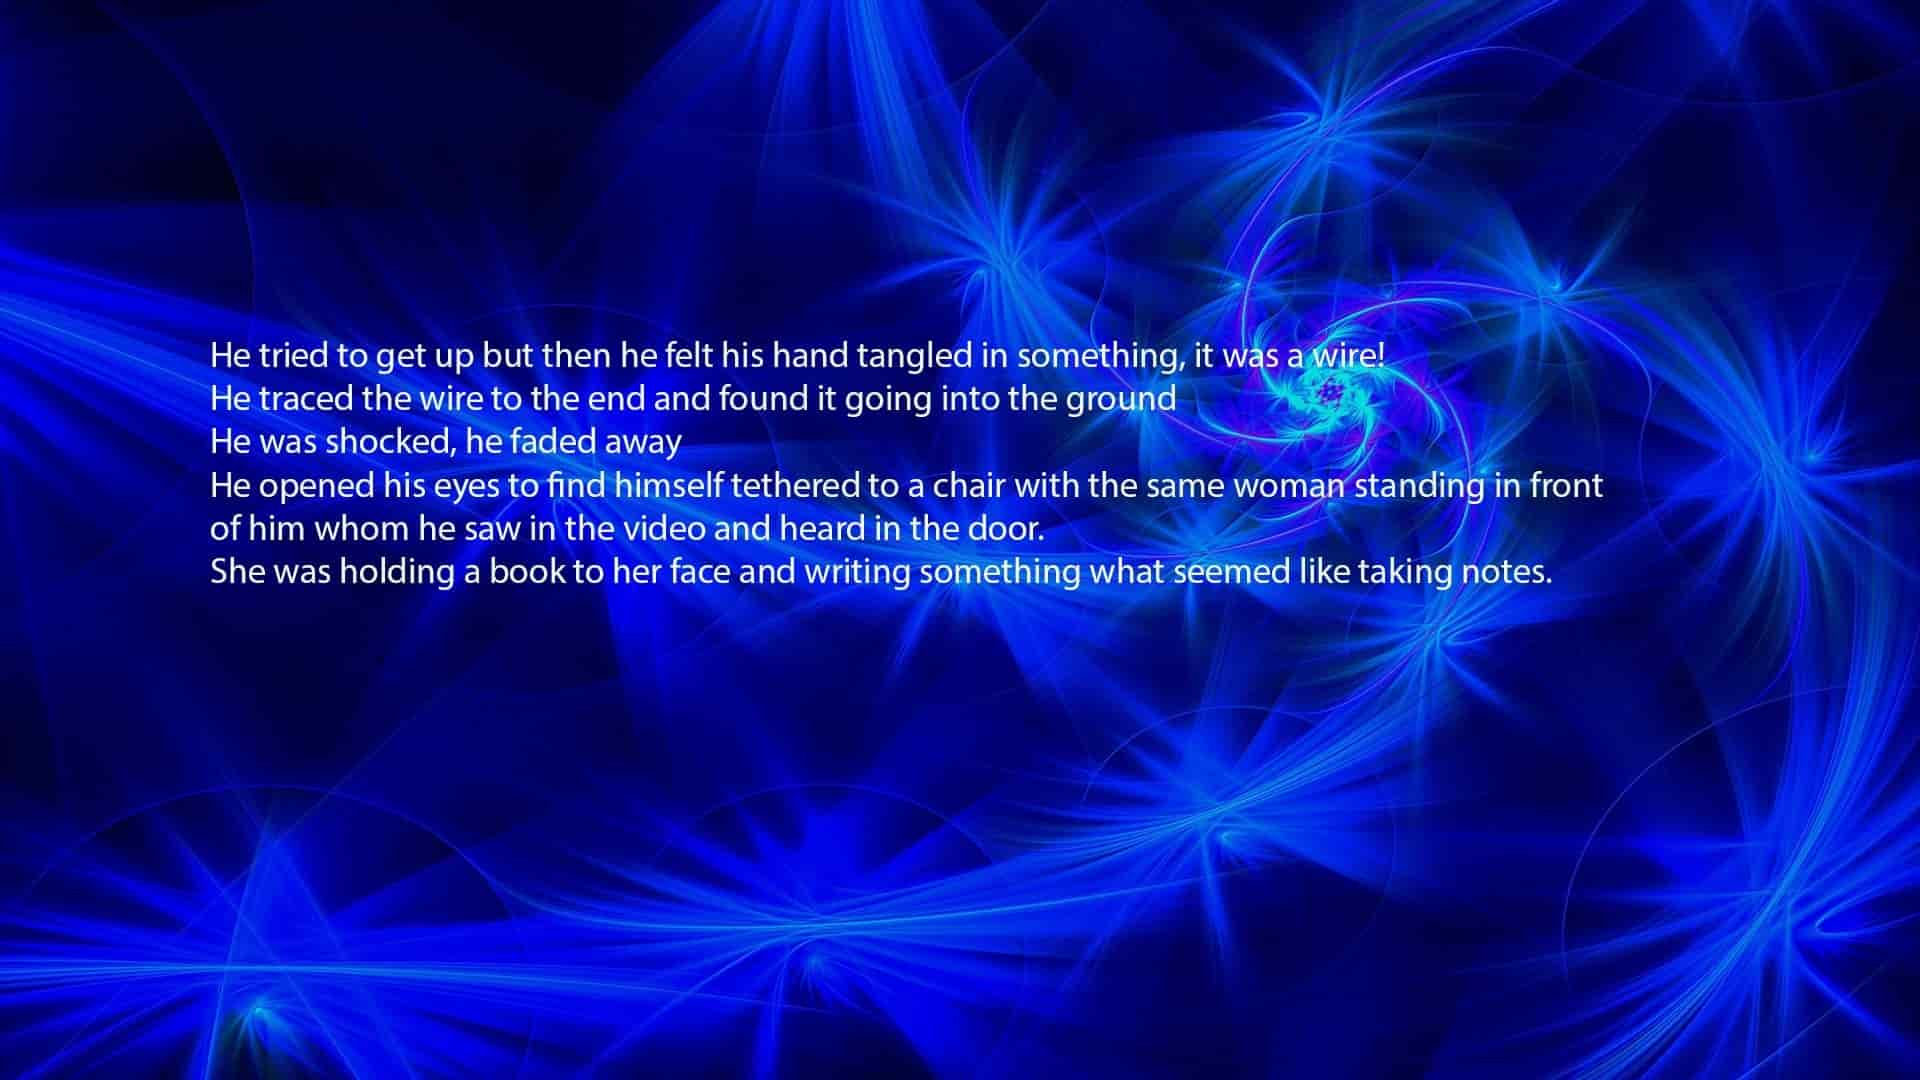 He tried to get up but then he felt his hand tangled in something, it was a wire!
He traced the wire to the end and found it going into the ground
He was shocked, he faded away
He opened his eyes to find himself tethered to a chair with the same woman standing in front
of him whom he saw in the video and heard in the door.
She was holding a book to her face and writing something what seemed like taking notes.